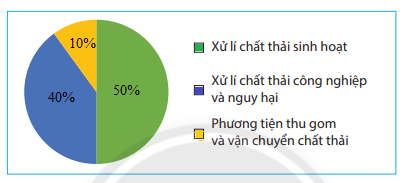 10%
40%
50%
Xử lí chất thải sinh hoạt
Xử lí chất thải công nghiệp
và nguy hại
Phương tiện thu gom
và vận chuyển chất thải